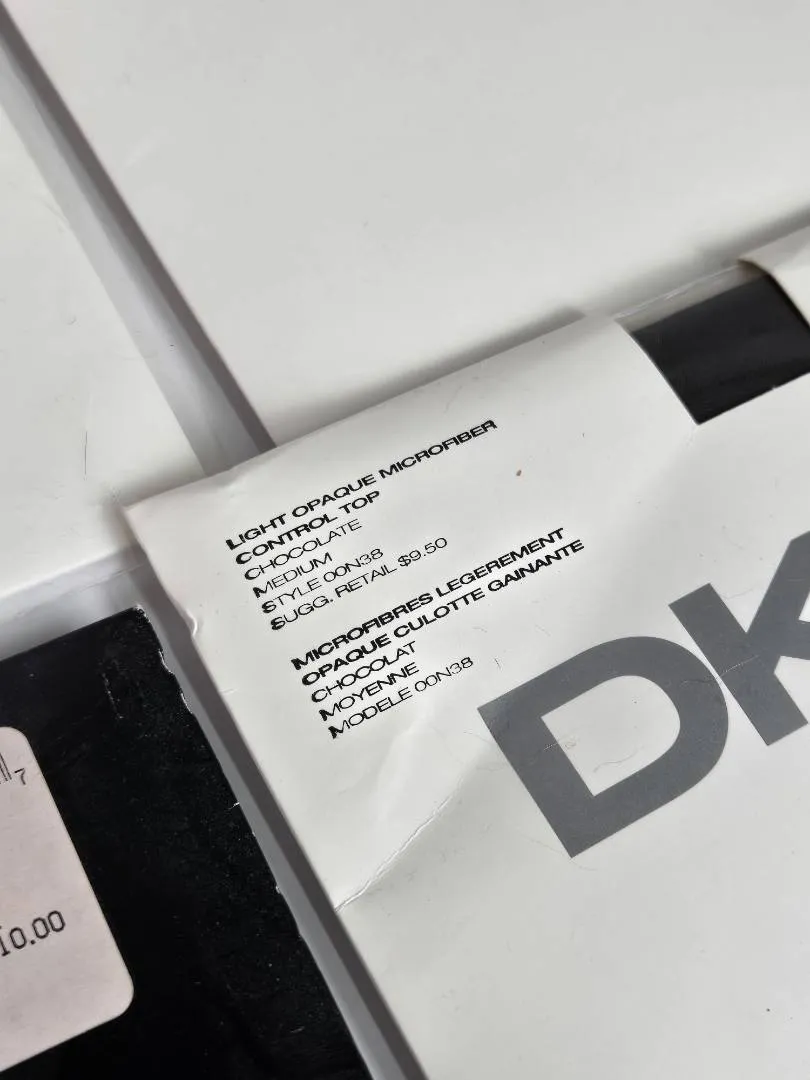 LIGHT OPAQUE MICROFIBER
CONTROL TOP
CHOCOLATE
MEDIUM
STYLE 00N38
SUGG. RETAIL $9.50
MICROFIBRES LEGEREMENT
OPAQUE CULOTTE GAINANTE
CHOCOLAT
MOYENNE
MODELE 00N38
DK
7
10.00